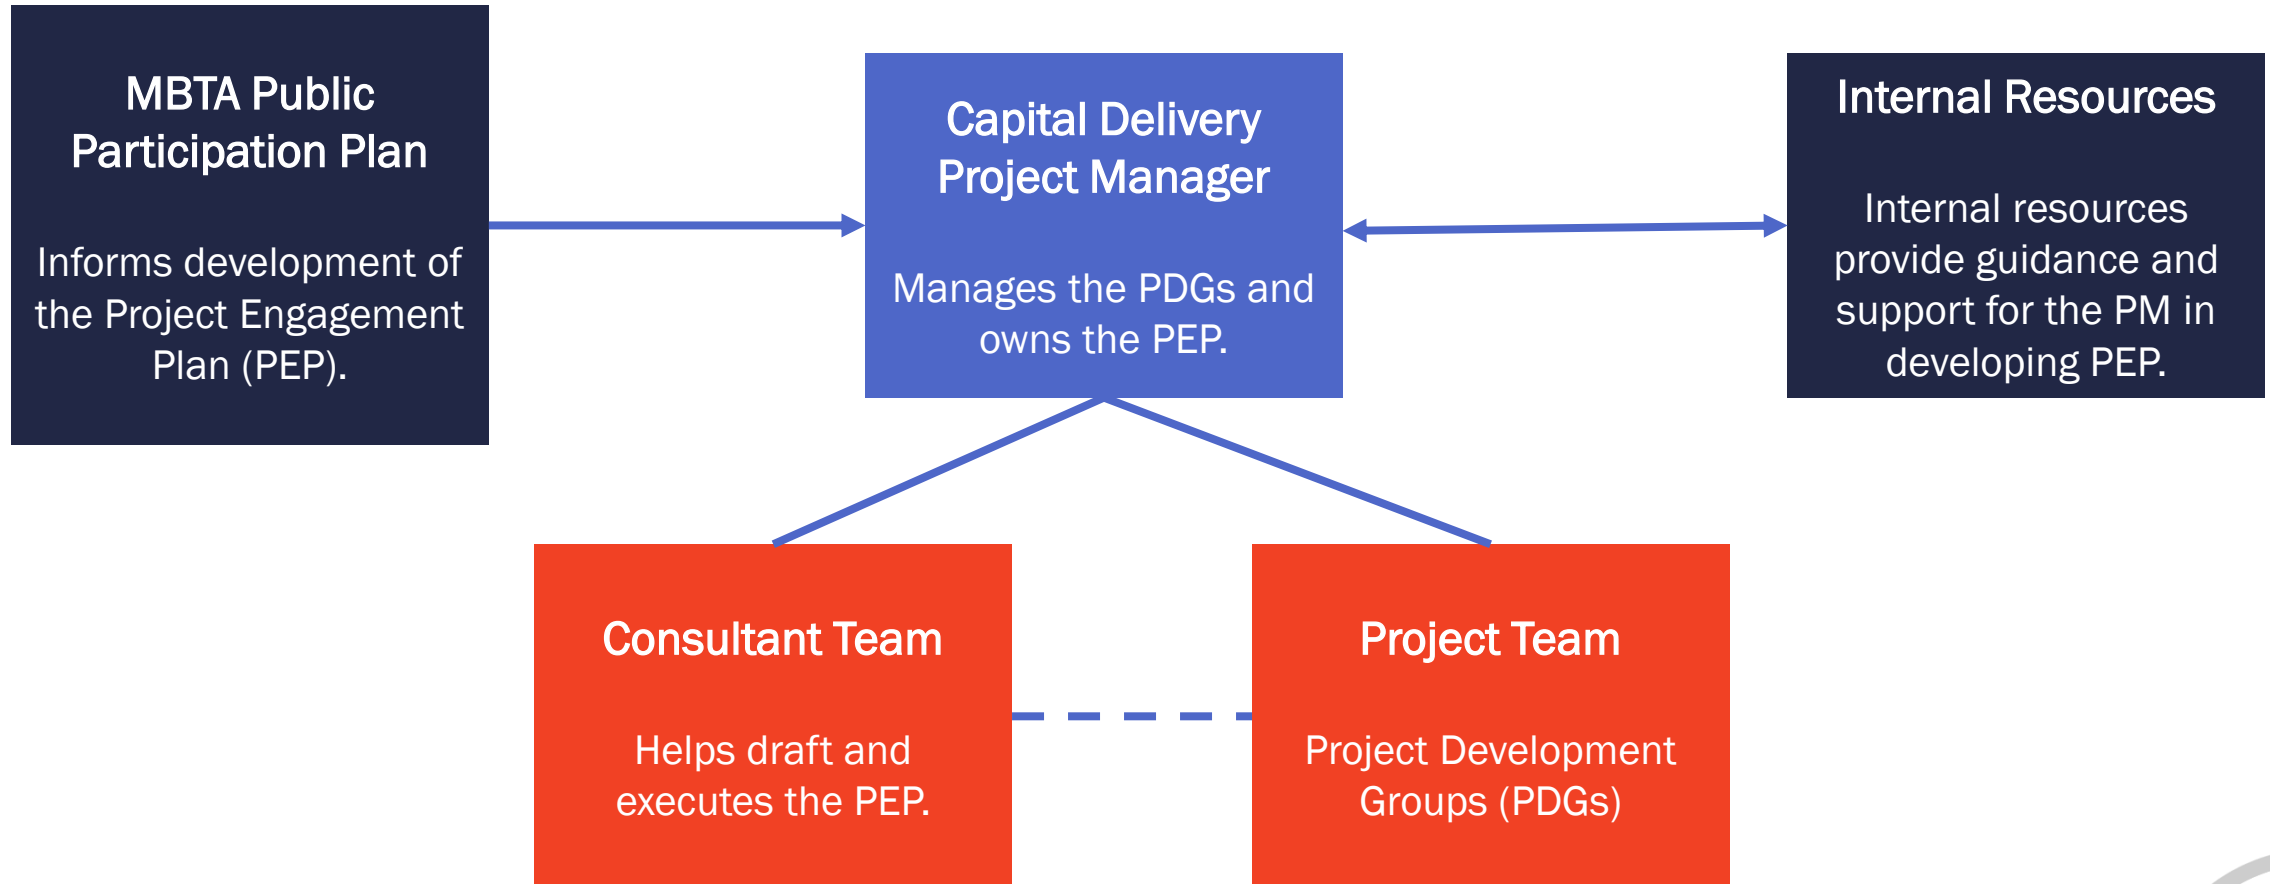 MBTA Public
Participation Plan
Informs development of
the Project Engagement
Plan (PEP).
Capital Delivery
Project Manager
Manages the PDGs and
owns the PEP.
Internal Resources
Internal resources
provide guidance and
support for the PM in
developing PEP.
Consultant Team
Helps draft and
executes the PEP.
Project Team
Project Development
Groups (PDGs)